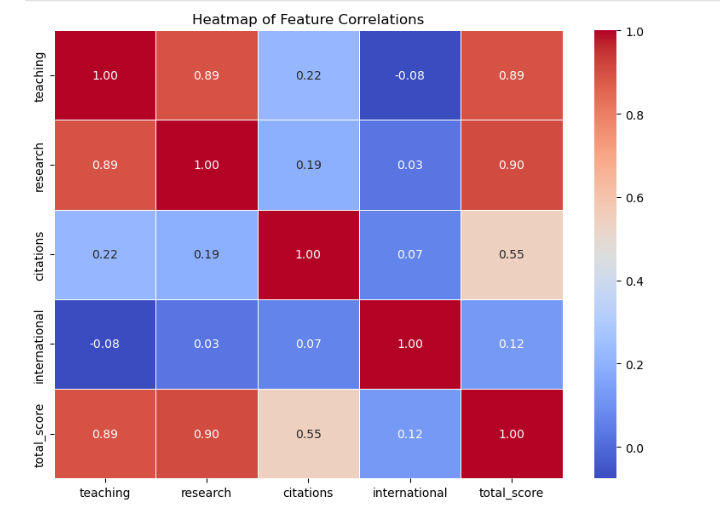 Heatmap of Feature Correlations
teaching 1.00 0.89 0.22 -0.08 0.89
research 0.89 1.00 0.19 0.03 0.90
citations 0.22 0.19 1.00 0.07 0.55
international -0.08 0.03 0.07 1.00 0.12
total_score 0.89 0.90 0.55 0.12 1.00
teaching research citations international total_score
1.0
0.8
0.6
0.4
0.2
0.0